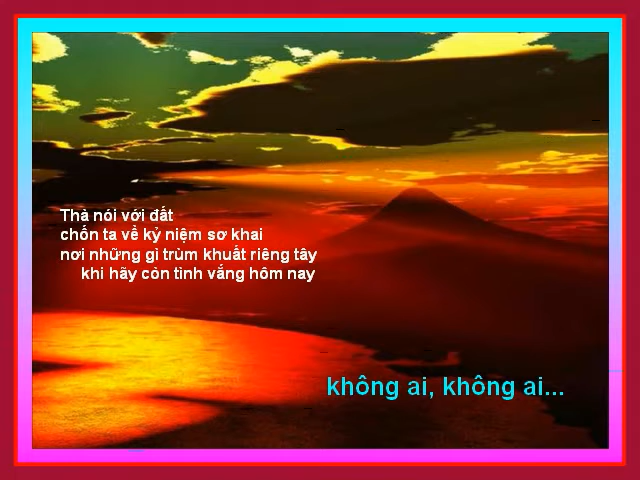 Thà nói với đất
chốn ta về kỷ niệm sơ khai
nơi những gì trùm khuất riêng tây
khi hãy còn tinh vắng hôm nay
không ai, không ai...